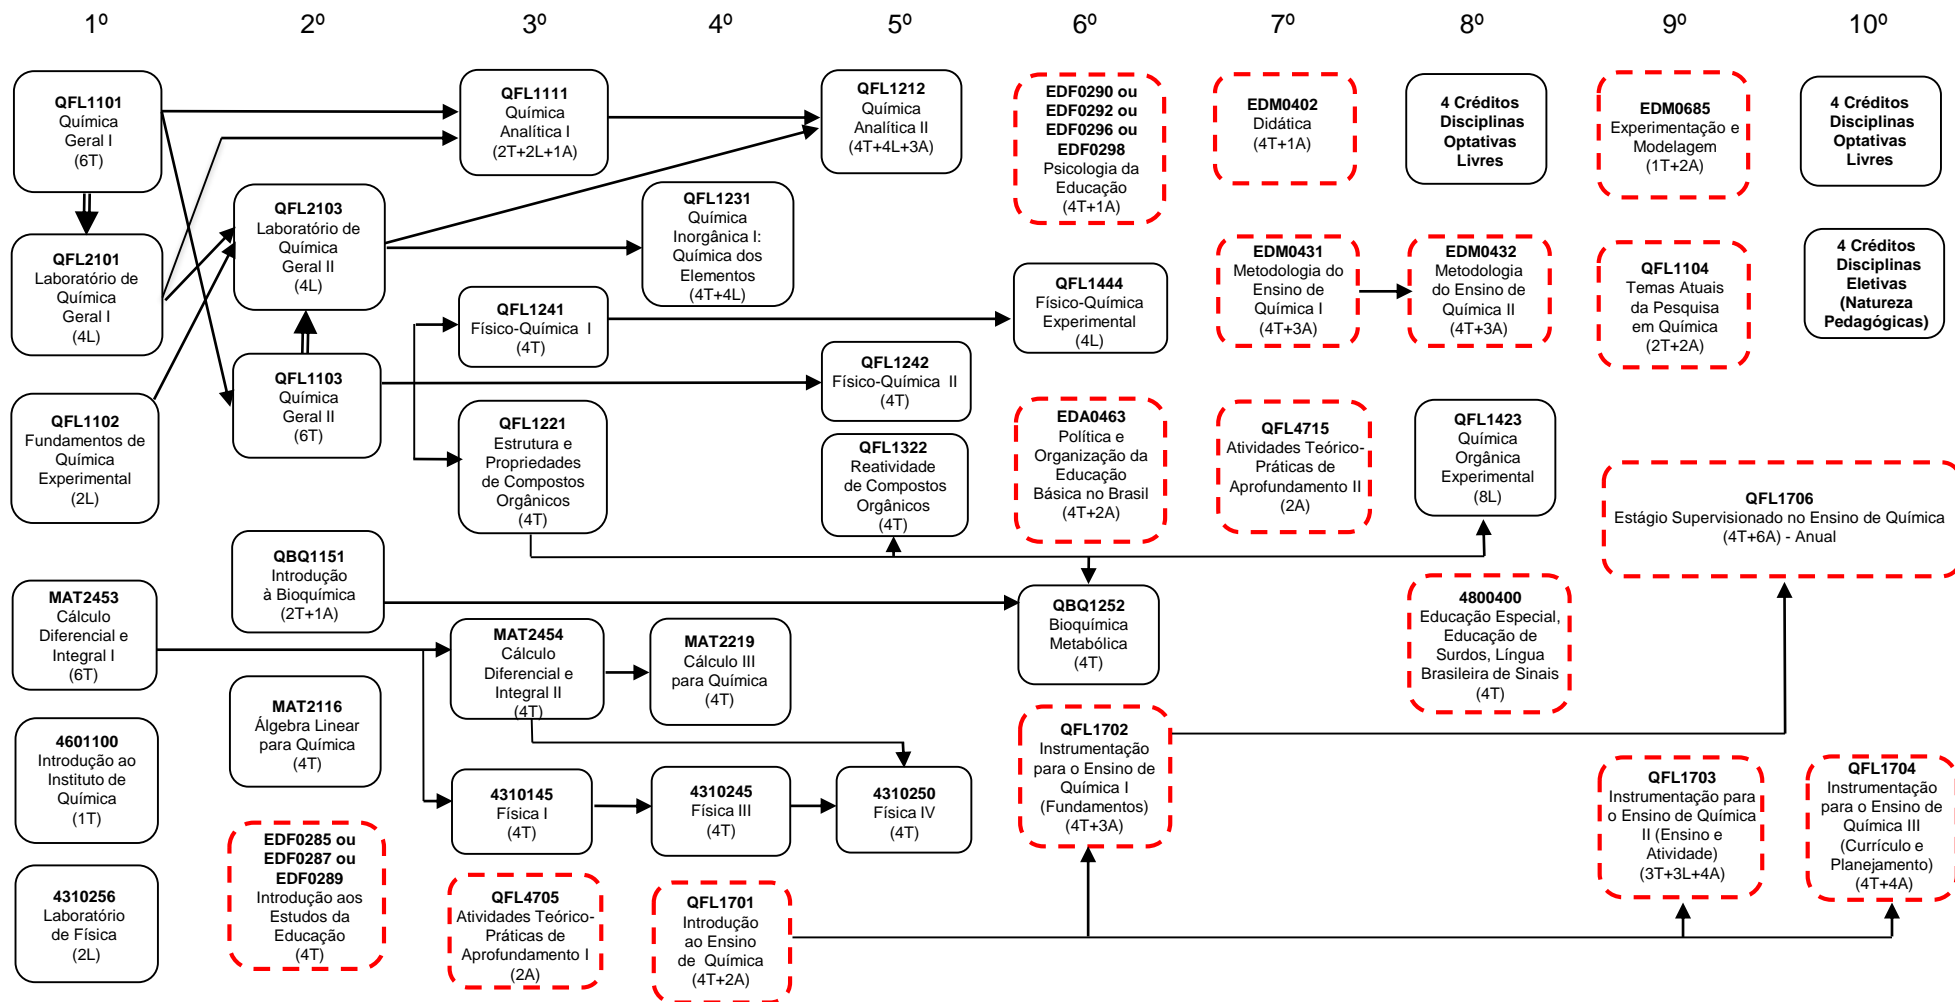 1º 2º 3º 4º 5º 6º 7º 8º 9º 10º
QFL1101
Química
Geral I
(6T)
QFL2101
Laboratório de
Química
Geral I
(4L)
QFL1102
Fundamentos de
Química
Experimental
(2L)
MAT2453
Cálculo
Diferencial e
Integral I
(6T)
4601100
Introdução ao
Instituto de
Química
(1T)
4310256
Laboratório
de Física
(2L)
QFL2103
Laboratório de
Química
Geral II
(4L)
QFL1103
Química
Geral II
(6T)
QBQ1151
Introdução
à Bioquímica
(2T+1A)
MAT2116
Álgebra Linear
para Química
(4T)
EDF0285 ou
EDF0287 ou
EDF0289
Introdução aos
Estudos da
Educação
(4T)
QFL1111
Química
Analítica I
(2T+2L+1A)
QFL1241
Físico-Química I
(4T)
QFL1221
Estrutura e
Propriedades
de Compostos
Orgânicos
(4T)
MAT2454
Cálculo
Diferencial e
Integral II
(4T)
4310145
Física I
(4T)
QFL4705
Atividades Teórico-
Práticas de
Aprofundamento I
(2A)
QFL1231
Química
Inorgânica I:
Química dos
Elementos
(4T+4L)
MAT2219
Cálculo III
para Química
(4T)
4310245
Física III
(4T)
QFL1701
Introdução
ao Ensino
de Química
(4T+2A)
QFL1212
Química
Analítica II
(4T+4L+3A)
QFL1242
Físico-Química II
(4T)
QFL1322
Reatividade
de Compostos
Orgânicos
(4T)
4310250
Física IV
(4T)
EDF0290 ou
EDF0292 ou
EDF0296 ou
EDF0298
Psicologia da
Educação
(4T+1A)
QFL1444
Físico-Química
Experimental
(4L)
EDA0463
Política e
Organização da
Educação
Básica no Brasil
(4T+2A)
QBQ1252
Bioquímica
Metabólica
(4T)
QFL1702
Instrumentação
para o Ensino de
Química I
(Fundamentos)
(4T+3A)
EDM0402
Didática
(4T+1A)
EDM0431
Metodologia do
Ensino de
Química I
(4T+3A)
QFL4715
Atividades Teórico-
Práticas de
Aprofundamento II
(2A)
4 Créditos
Disciplinas
Optativas
Livres
EDM0432
Metodologia
do Ensino de
Química II
(4T+3A)
QFL1423
Química
Orgânica
Experimental
(8L)
4800400
Educação Especial,
Educação de
Surdos, Língua
Brasileira de Sinais
(4T)
EDM0685
Experimentação e
Modelagem
(1T+2A)
QFL1104
Temas Atuais
da Pesquisa
em Química
(2T+2A)
QFL1706
Estágio Supervisionado no Ensino de Química
(4T+6A) - Anual
QFL1703
Instrumentação para
o Ensino de Química
II (Ensino e
Atividade)
(3T+3L+4A)
4 Créditos
Disciplinas
Optativas
Livres
4 Créditos
Disciplinas
Eletivas
(Natureza
Pedagógicas)
QFL1704
Instrumentação
para o Ensino de
Química III
(Currículo e
Planejamento)
(4T+4A)